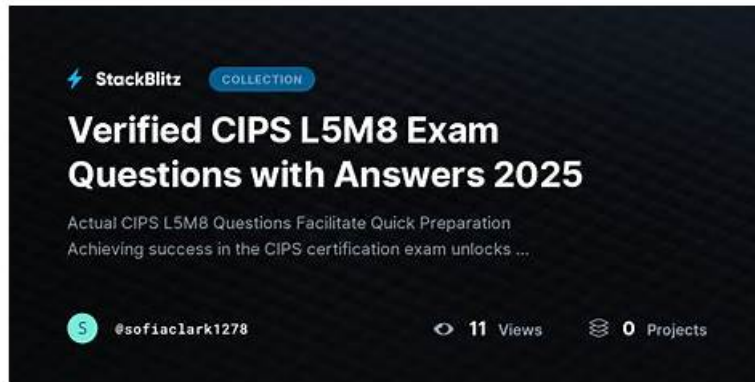 StackBlitz COLLECTION
Verified CIPS L5M8 Exam
Questions with Answers 2025
Actual CIPS L5M8 Questions Facilitate Quick Preparation
Achieving success in the CIPS certification exam unlocks ...
S @sofiaclark1278 11 Views 0 Projects